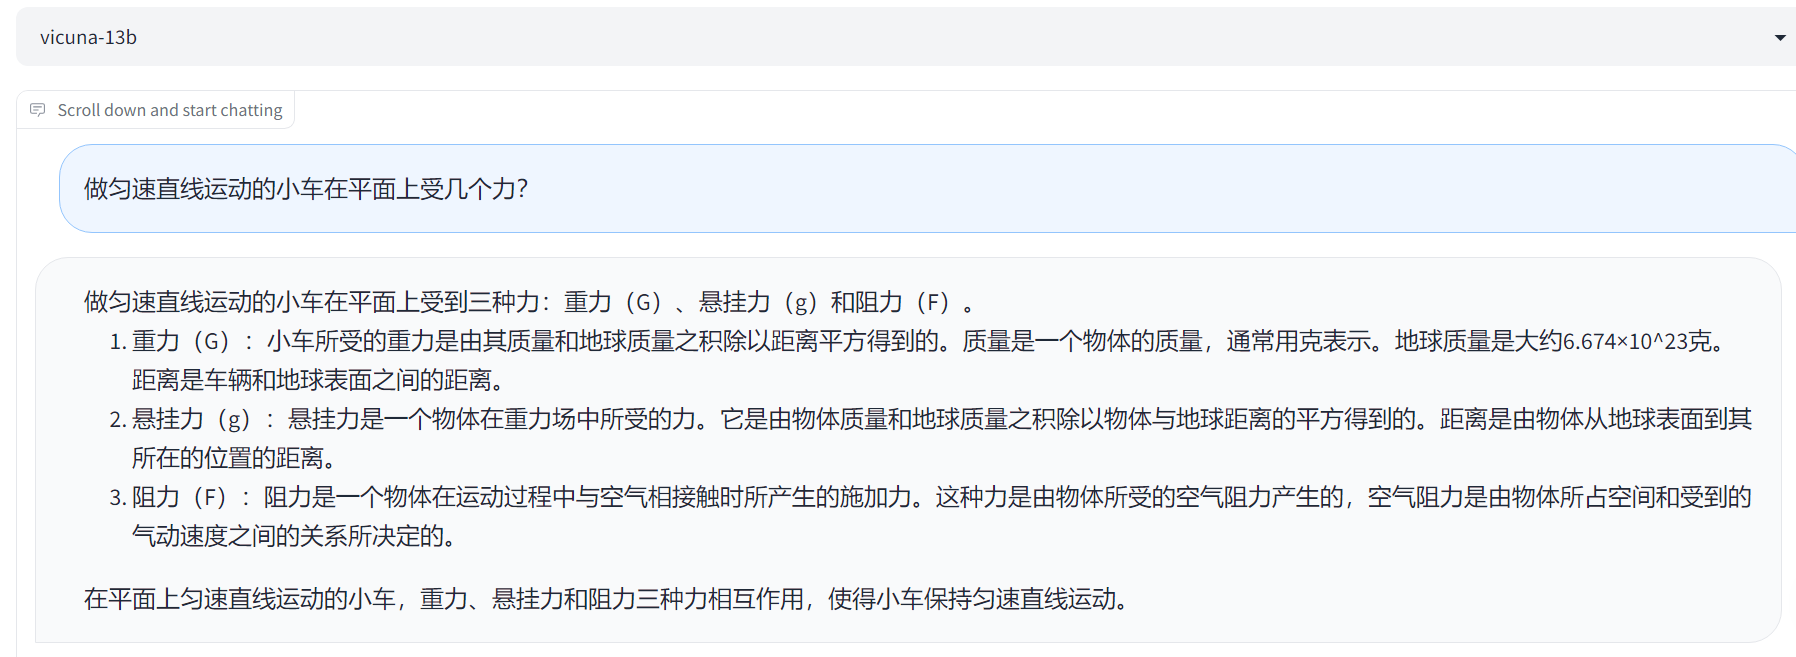 vicuna-13b
Scroll down and start chatting
做匀速直线运动的小车在平面上受几个力?
做匀速直线运动的小车在平面上受到三种力：重力（G）、悬挂力（g）和阻力（F）。
1. 重力（G）：小车所受的重力是由其质量和地球质量之积除以距离平方得到的。质量是一个物体的质量，通常用克表示。地球质量是大约6.674×10^23克。
距离是车辆和地球表面之间的距离。
2. 悬挂力（g）：悬挂力是一个物体在重力场中所受的力。它是由物体质量和地球质量之积除以物体与地球距离的平方得到的。距离是由物体从地球表面到其
所在的位置的距离。
3. 阻力（F）：阻力是一个物体在运动过程中与空气相接触时所产生的施加力。这种力是由物体所受的空气阻力产生的，空气阻力是由物体所占空间和受到的
气动速度之间的关系所决定的。
在平面上匀速直线运动的小车，重力、悬挂力和阻力三种力相互作用，使得小车保持匀速直线运动。